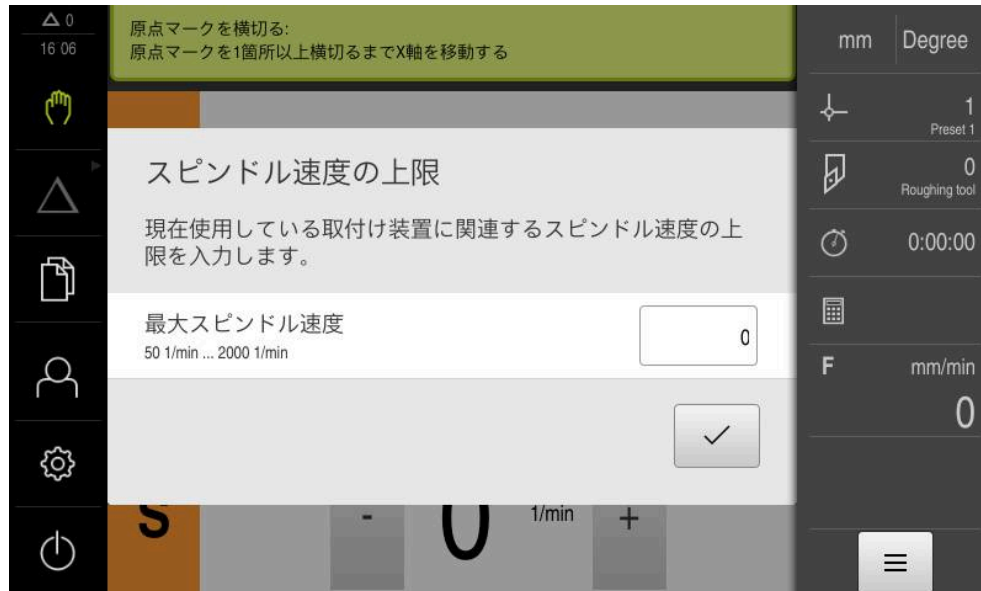 0
16 06
原点マークを横切る:
原点マークを1箇所以上横切るまでX軸を移動する
mm Degree
1
Preset 1
0
Roughing tool
0:00:00
F mm/min
0
スピンドル速度の上限
現在使用している取付け装置に関連するスピンドル速度の上
限を入力します。
最大スピンドル速度
50 1/min ... 2000 1/min
0
S - 0 1/min +